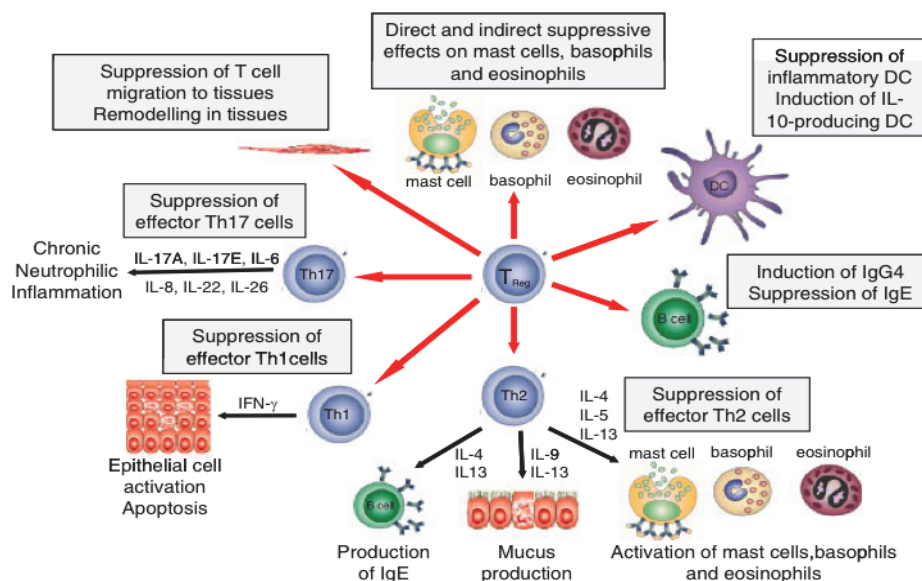 Direct and indirect suppressive
effects on mast cells, basophils
and eosinophils
Suppression of T cell
migration to tissues
Remodelling in tissues
Suppression of
inflammatory DC
Induction of IL-
10-producing DC
mast cell
basophil
eosinophil
DC
Suppression of
effector Th17 cells
Chronic
Neutrophilic
Inflammation
IL-17A, IL-17E, IL-6
IL-8, IL-22, IL-26
Th17
TReg
Induction of IgG4
Suppression of IgE
B cell
Suppression of
effector Th1cells
IFN-γ
Th1
Epithelial cell
activation
Apoptosis
Th2
IL-4
IL-5
IL-13
Suppression of
effector Th2 cells
IL-4
IL13
IL-9
IL-13
mast cell
basophil
eosinophil
B cell
Production
of IgE
Mucus
production
Activation of mast cells,basophils
and eosinophils